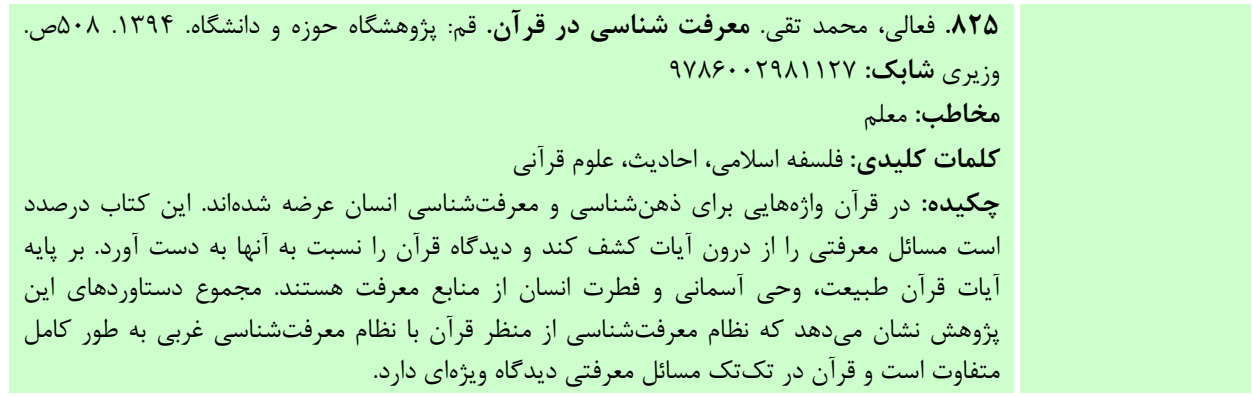 ۸۲۵. فعالی، محمد تقی. معرفت شناسی در قرآن. قم: پژوهشگاه حوزه و دانشگاه. ۱۳۹۴. ۵۰۸ص.
وزیری شابک: ۹۷۸۶۰۰۲۹۸۱۱۲۷
مخاطب: معلم
کلمات کلیدی: فلسفه اسلامی، احادیث، علوم قرآنی
چکیده: در قرآن واژه‌هایی برای ذهن‌شناسی و معرفت‌شناسی انسان عرضه شده‌اند. این کتاب درصدد
است مسائل معرفتی را از درون آیات کشف کند و دیدگاه قرآن را نسبت به آنها به دست آورد. بر پایه
آیات قرآن طبیعت، وحی آسمانی و فطرت انسان از منابع معرفت هستند. مجموع دستاوردهای این
پژوهش نشان می‌دهد که نظام معرفت‌شناسی از منظر قرآن با نظام معرفت‌شناسی غربی به طور کامل
متفاوت است و قرآن در تک‌تک مسائل معرفتی دیدگاه ویژه‌ای دارد.